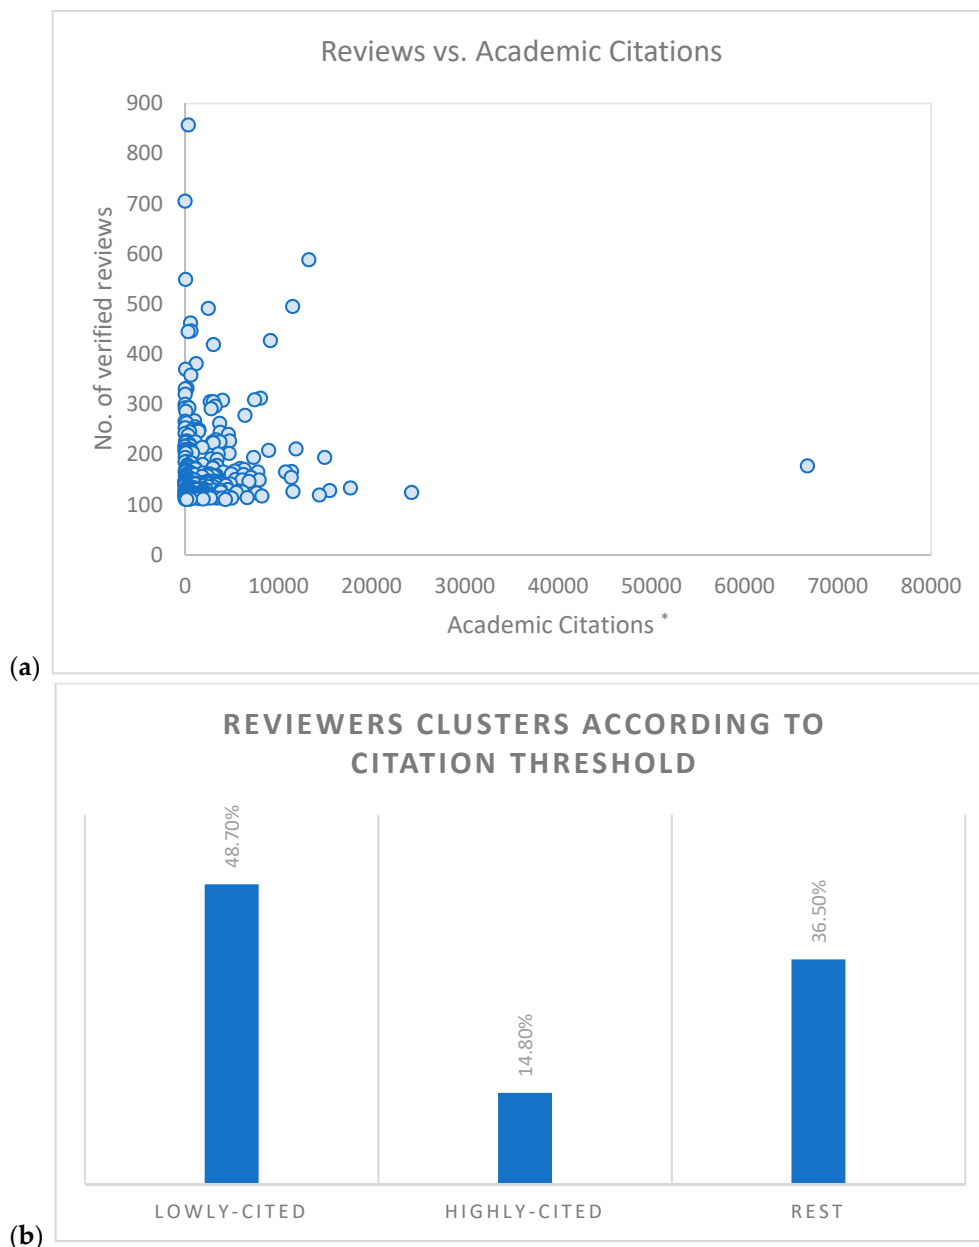 Reviews vs. Academic Citations
900
800
700
600
500
400
300
200
100
0
No. of verified reviews
0 10000 20000 30000 40000 50000 60000 70000 80000
Academic Citations *
(a)
REVIEWERS CLUSTERS ACCORDING TO
CITATION THRESHOLD
48.70% 14.80% 36.50%
LOWLY-CITED HIGHLY-CITED REST
(b)